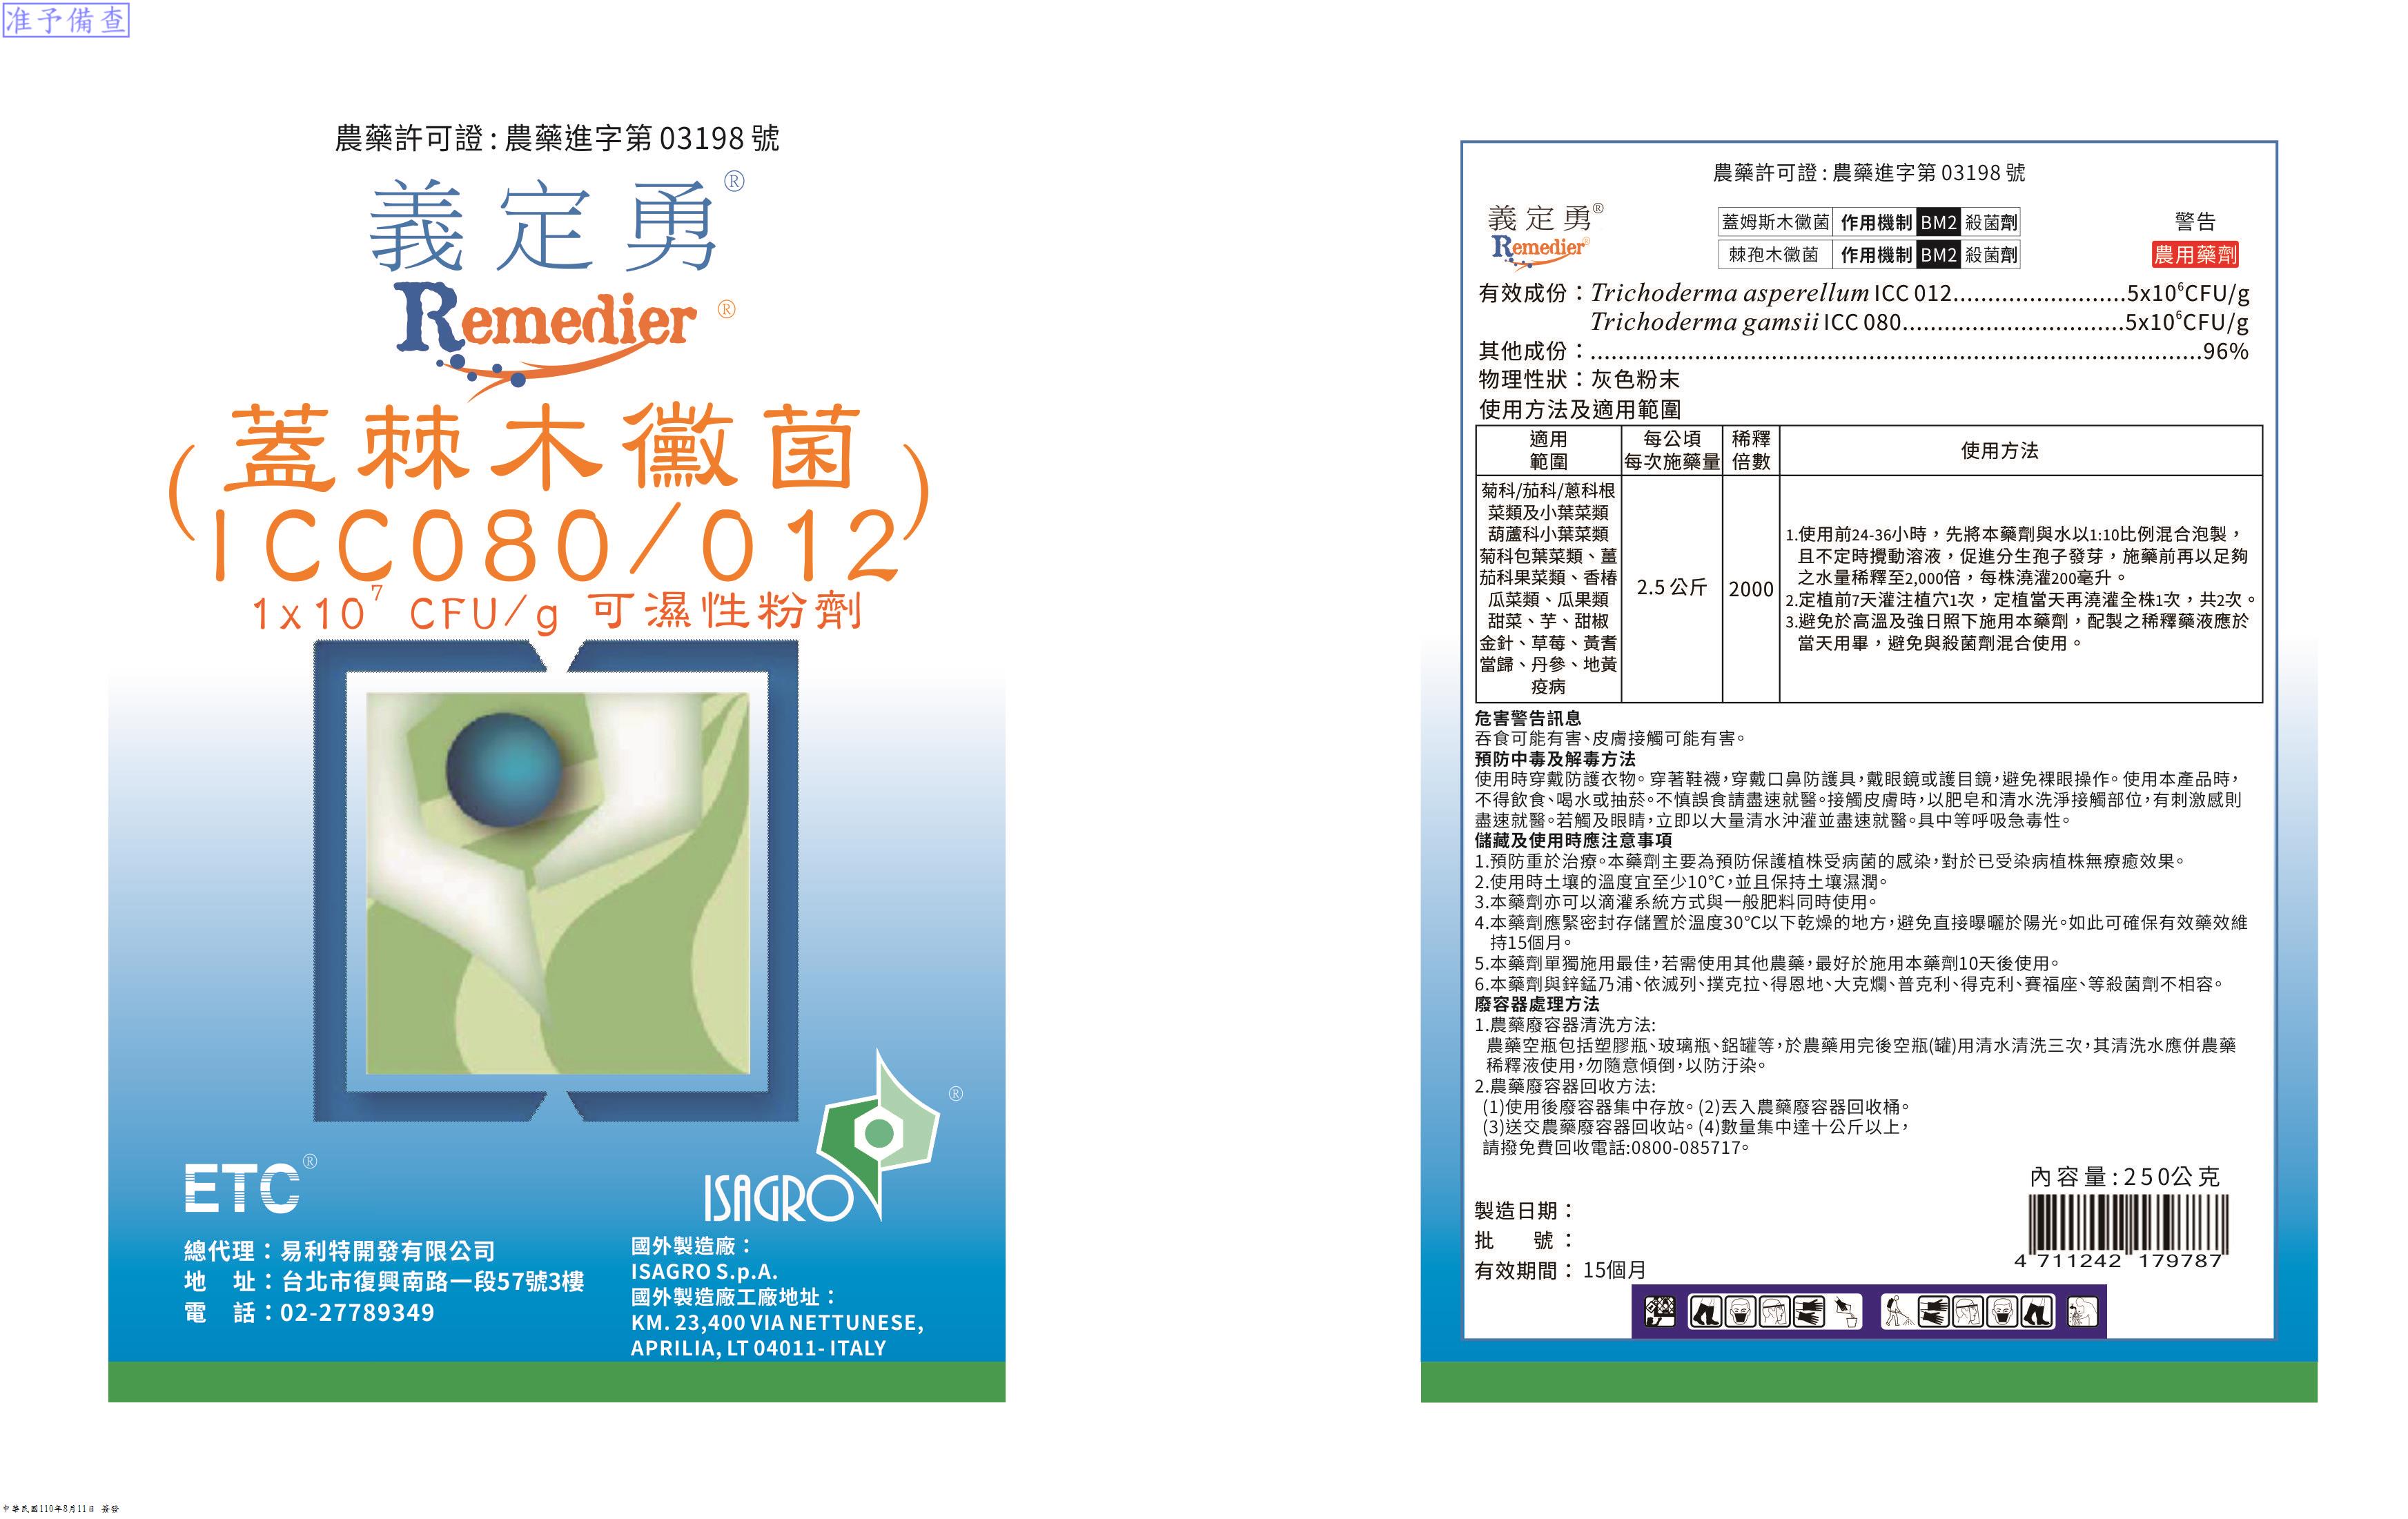 准予備查
農藥許可證 : 農藥進字第 03198 號
義定勇®
Remedier®
(蓋棘木黴菌
ICC080/012)
1x10⁷ CFU/g 可濕性粉劑
ETC®
ISAGRO®
總代理：易利特開發有限公司
地　址：台北市復興南路一段57號3樓
電　話：02-27789349
國外製造廠：
ISAGRO S.p.A.
國外製造廠工廠地址：
KM. 23,400 VIA NETTUNESE,
APRILIA, LT 04011- ITALY
農藥許可證 : 農藥進字第 03198 號
義定勇®
Remedier®
蓋姆斯木黴菌 作用機制 BM2 殺菌劑
棘孢木黴菌 作用機制 BM2 殺菌劑
警告
農用藥劑
有效成份：Trichoderma asperellum ICC 012.........................5x10⁶CFU/g
Trichoderma gamsii ICC 080................................5x10⁶CFU/g
其他成份：........................................................................................96%
物理性狀：灰色粉末
使用方法及適用範圍
適用
範圍
每公頃
每次施藥量
稀釋
倍數
使用方法
菊科/茄科/蔥科根
菜類及小葉菜類
葫蘆科小葉菜類
菊科包葉菜類、薑
茄科果菜類、香椿
瓜菜類、瓜果類
甜菜、芋、甜椒
金針、草莓、黃耆
當歸、丹參、地黃
疫病
2.5 公斤
2000
1.使用前24-36小時，先將本藥劑與水以1:10比例混合泡製，
且不定時攪動溶液，促進分生孢子發芽，施藥前再以足夠
之水量稀釋至2,000倍，每株澆灌200毫升。
2.定植前7天灌注植穴1次，定植當天再澆灌全株1次，共2次。
3.避免於高溫及強日照下施用本藥劑，配製之稀釋藥液應於
當天用畢，避免與殺菌劑混合使用。
危害警告訊息
吞食可能有害、皮膚接觸可能有害。
預防中毒及解毒方法
使用時穿戴防護衣物。穿著鞋襪，穿戴口鼻防護具，戴眼鏡或護目鏡，避免裸眼操作。使用本產品時，
不得飲食、喝水或抽菸。不慎誤食請盡速就醫。接觸皮膚時，以肥皂和清水洗淨接觸部位，有刺激感則
盡速就醫。若觸及眼睛，立即以大量清水沖灌並盡速就醫。具中等呼吸急毒性。
儲藏及使用時應注意事項
1.預防重於治療。本藥劑主要為預防保護植株受病菌的感染，對於已受染病植株無療癒效果。
2.使用時土壤的溫度宜至少10℃，並且保持土壤濕潤。
3.本藥劑亦可以滴灌系統方式與一般肥料同時使用。
4.本藥劑應緊密封存儲置於溫度30℃以下乾燥的地方，避免直接曝曬於陽光。如此可確保有效藥效維
持15個月。
5.本藥劑單獨施用最佳，若需使用其他農藥，最好於施用本藥劑10天後使用。
6.本藥劑與鋅錳乃浦、依滅列、撲克拉、得恩地、大克爛、普克利、得克利、賽福座、等殺菌劑不相容。
廢容器處理方法
1.農藥廢容器清洗方法:
農藥空瓶包括塑膠瓶、玻璃瓶、鋁罐等，於農藥用完後空瓶(罐)用清水清洗三次，其清洗水應併農藥
稀釋液使用，勿隨意傾倒，以防汙染。
2.農藥廢容器回收方法:
(1)使用後廢容器集中存放。(2)丟入農藥廢容器回收桶。
(3)送交農藥廢容器回收站。(4)數量集中達十公斤以上，
請撥免費回收電話:0800-085717。
內容量:250公克
4 711242 179787
製造日期：
批　　號：
有效期間： 15個月
中華民國110年8月11日 簽發